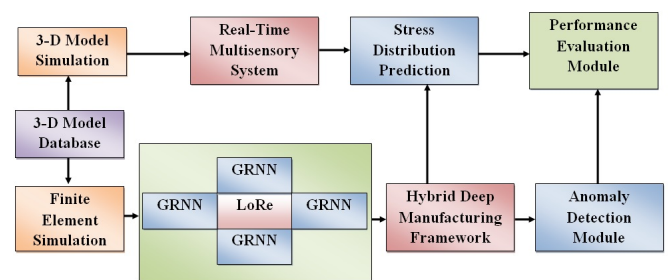 3-D Model
Simulation
Real-Time
Multisensory
System
Stress
Distribution
Prediction
Performance
Evaluation
Module
3-D Model
Database
Finite
Element
Simulation
GRNN
GRNN
LoRe
GRNN
GRNN
Hybrid Deep
Manufacturing
Framework
Anomaly
Detection
Module